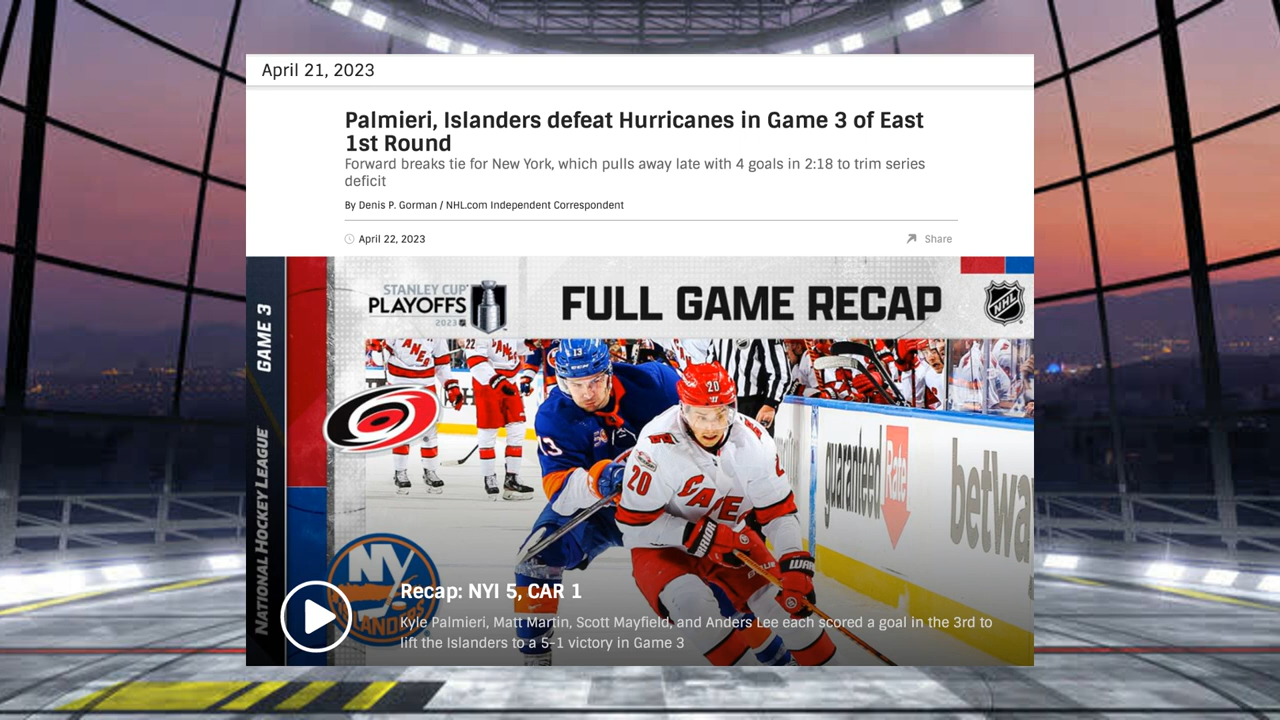 April 21, 2023
Palmieri, Islanders defeat Hurricanes in Game 3 of East
1st Round
Forward breaks tie for New York, which pulls away late with 4 goals in 2:18 to trim series
deficit
By Denis P. Gorman / NHL.com Independent Correspondent
April 22, 2023
Share
GAME 3
NATIONAL HOCKEY LEAGUE
STANLEY CUP
PLAYOFFS
2023
FULL GAME RECAP
NHL
22
13
20
13
20
CANES
WARRIOR
guaranteed
Rate
betwa
NY
ISLANDERS
Recap: NYI 5, CAR 1
Kyle Palmieri, Matt Martin, Scott Mayfield, and Anders Lee each scored a goal in the 3rd to
lift the Islanders to a 5-1 victory in Game 3